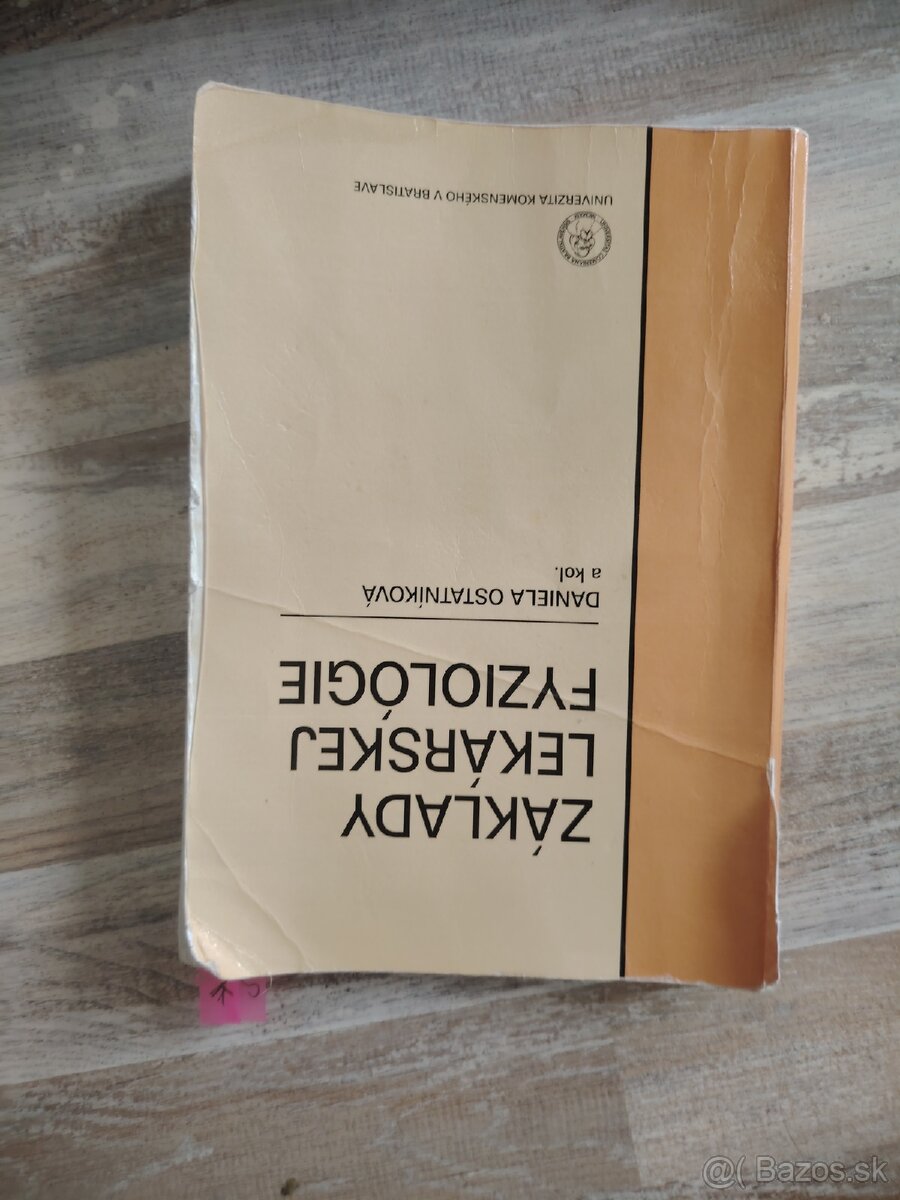 ZÁKLADY
LEKÁRSKEJ
FYZIOLÓGIE
DANIELA OSTATNÍKOVÁ
a kol.
UNIVERZITA KOMENSKÉHO V BRATISLAVE
@( Bazos.sk